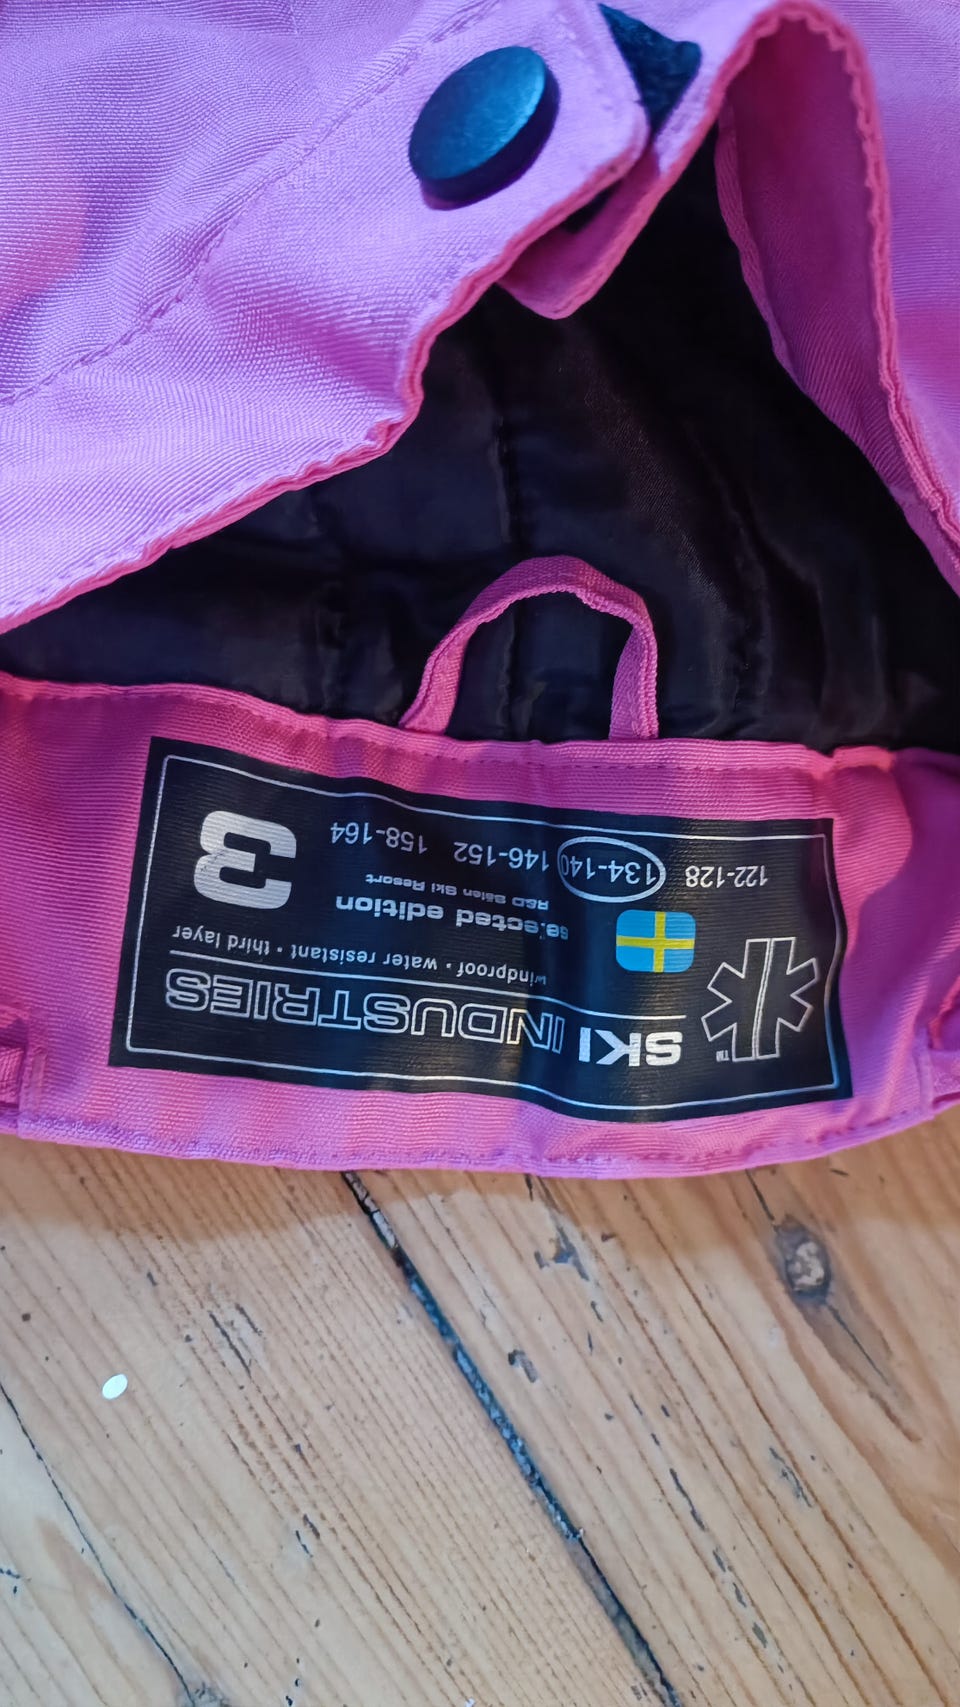 SKI INDUSTRIES
windproof • water resistant • third layer
selected edition
R&D Sälen Ski Resort
122-128 134-140 146-152 158-164
3
TM